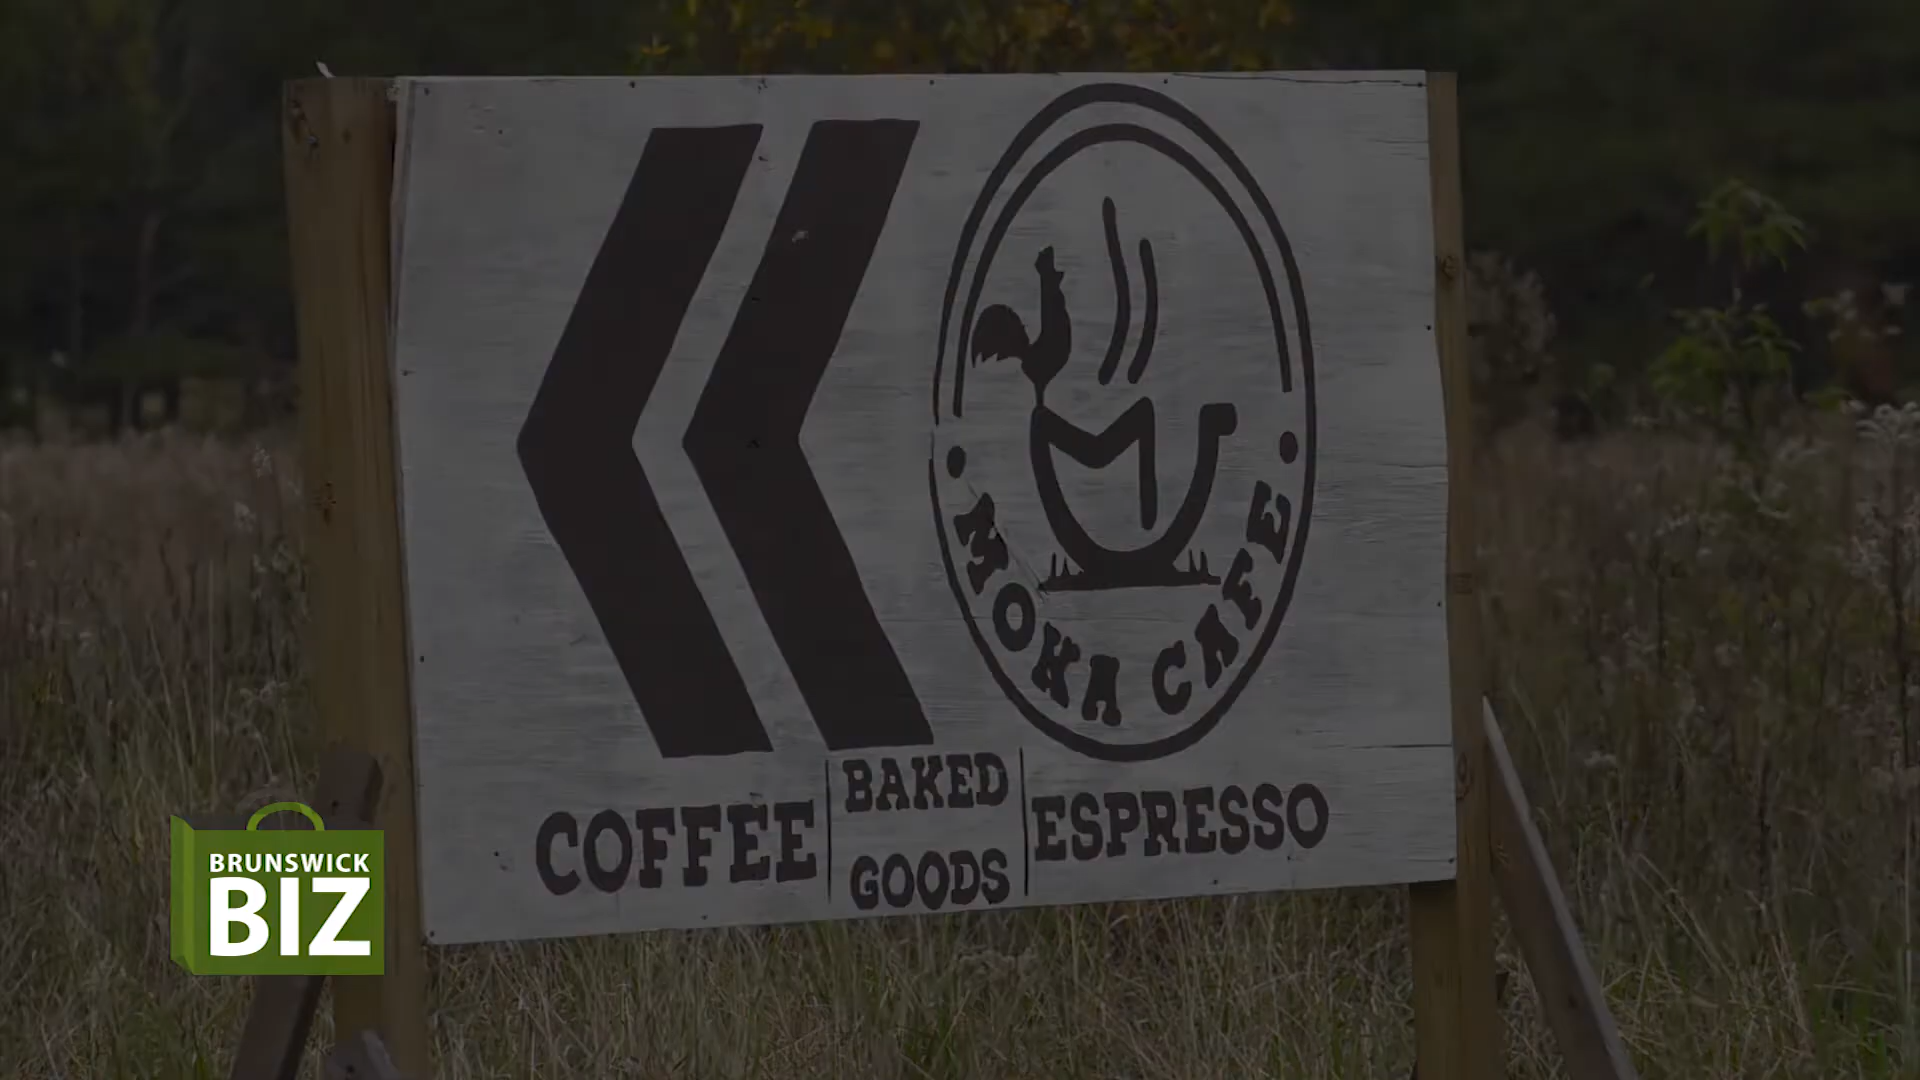 MOKA CAFE
COFFEE
BAKED
GOODS
ESPRESSO
BRUNSWICK
BIZ